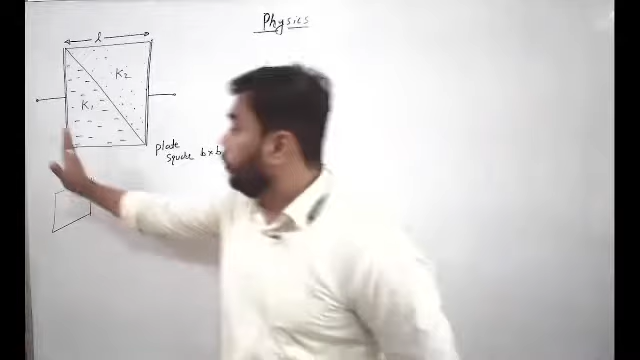 Physics
l
K₂
K₁
plate
square b×b